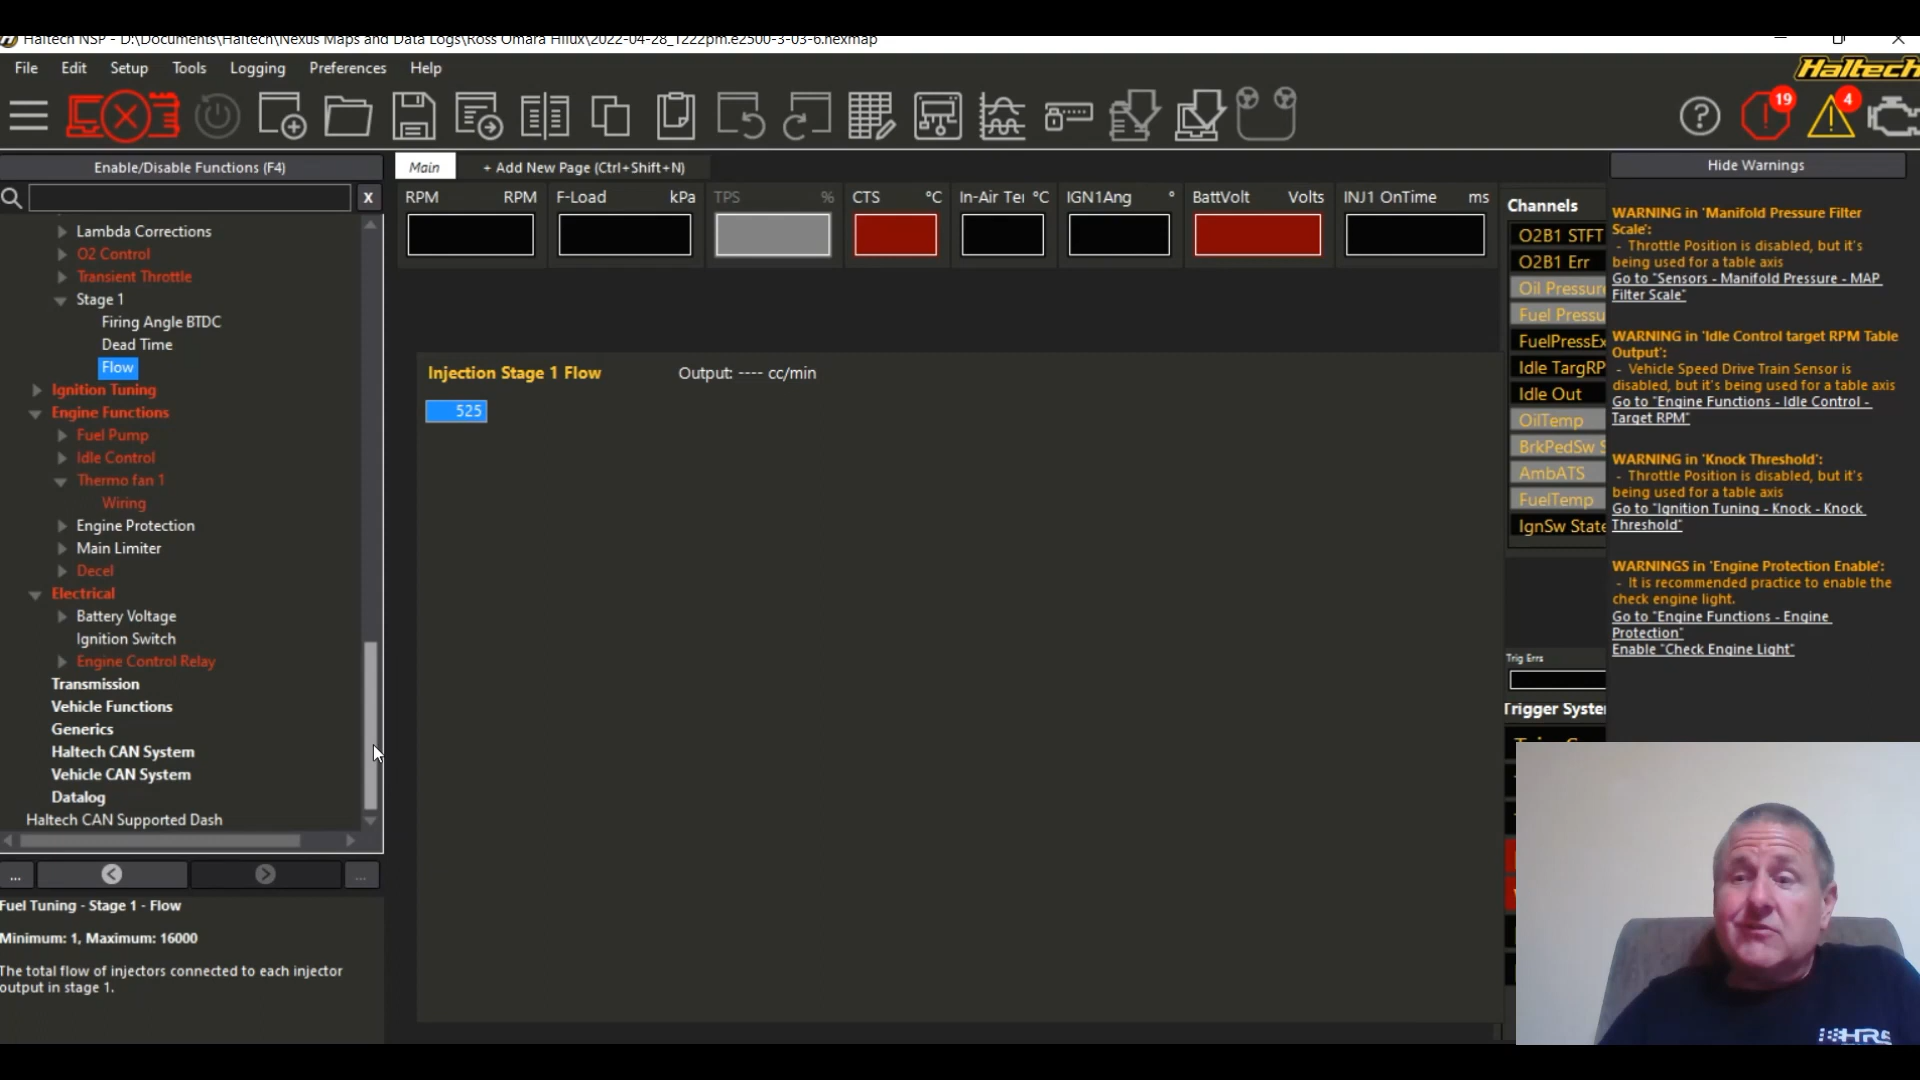 Haltech NSP - D:\Documents\Haltech\Nexus Maps and Data Logs\Ross Omara Hilux\2022-04-28_1222pm.e2500-3-03-6.nexmap
File Edit Setup Tools Logging Preferences Help
Haltech
19
4
Enable/Disable Functions (F4)
Main
+ Add New Page (Ctrl+Shift+N)
Hide Warnings
x
RPM RPM
F-Load kPa
TPS %
CTS °C
In-Air Ter °C
IGN1Ang °
BattVolt Volts
INJ1 OnTime ms
Lambda Corrections
O2 Control
Transient Throttle
Stage 1
Firing Angle BTDC
Dead Time
Flow
Ignition Tuning
Engine Functions
Fuel Pump
Idle Control
Thermo fan 1
Wiring
Engine Protection
Main Limiter
Decel
Electrical
Battery Voltage
Ignition Switch
Engine Control Relay
Transmission
Vehicle Functions
Generics
Haltech CAN System
Vehicle CAN System
Datalog
Haltech CAN Supported Dash
...
...
Fuel Tuning - Stage 1 - Flow
Minimum: 1, Maximum: 16000
The total flow of injectors connected to each injector
output in stage 1.
Injection Stage 1 Flow
Output: ---- cc/min
525
Channels
O2B1 STFT
O2B1 Err
Oil Pressure
Fuel Pressu
FuelPressEx
Idle TargRP
Idle Out
OilTemp
BrkPedSw S
AmbATS
FuelTemp
IgnSw State
Trig Errs
Trigger Syste
WARNING in 'Manifold Pressure Filter
Scale':
- Throttle Position is disabled, but it's
being used for a table axis
Go to "Sensors - Manifold Pressure - MAP
Filter Scale"
WARNING in 'Idle Control target RPM Table
Output':
- Vehicle Speed Drive Train Sensor is
disabled, but it's being used for a table axis
Go to "Engine Functions - Idle Control -
Target RPM"
WARNING in 'Knock Threshold':
- Throttle Position is disabled, but it's
being used for a table axis
Go to "Ignition Tuning - Knock - Knock
Threshold"
WARNINGS in 'Engine Protection Enable':
- It is recommended practice to enable the
check engine light.
Go to "Engine Functions - Engine
Protection"
Enable "Check Engine Light"
HRS